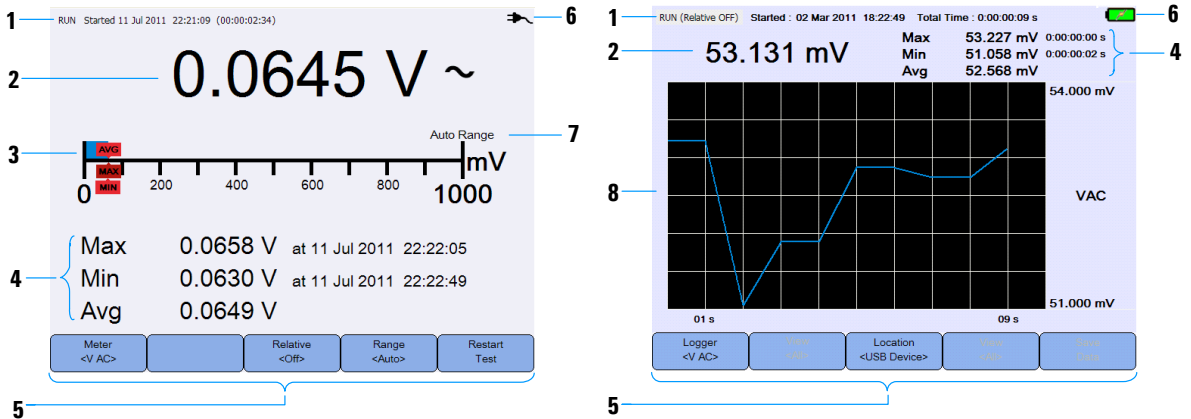 1 RUN Started 11 Jul 2011 22:21:09 (00:00:02:34) 6
2 0.0645 V ~
Auto Range 7
3 AVG
MAX
MIN
mV
0 200 400 600 800 1000
4
Max 0.0658 V at 11 Jul 2011 22:22:05
Min 0.0630 V at 11 Jul 2011 22:22:49
Avg 0.0649 V
Meter <V AC>
Relative <Off>
Range <Auto>
Restart Test
5
1 RUN (Relative OFF) Started : 02 Mar 2011 18:22:49 Total Time : 0:00:00:09 s 6
2 53.131 mV
Max 53.227 mV 0:00:00:00 s
Min 51.058 mV 0:00:00:02 s
Avg 52.568 mV
4
54.000 mV
8
VAC
51.000 mV
01 s 09 s
Logger <V AC>
Location <USB Device>
5